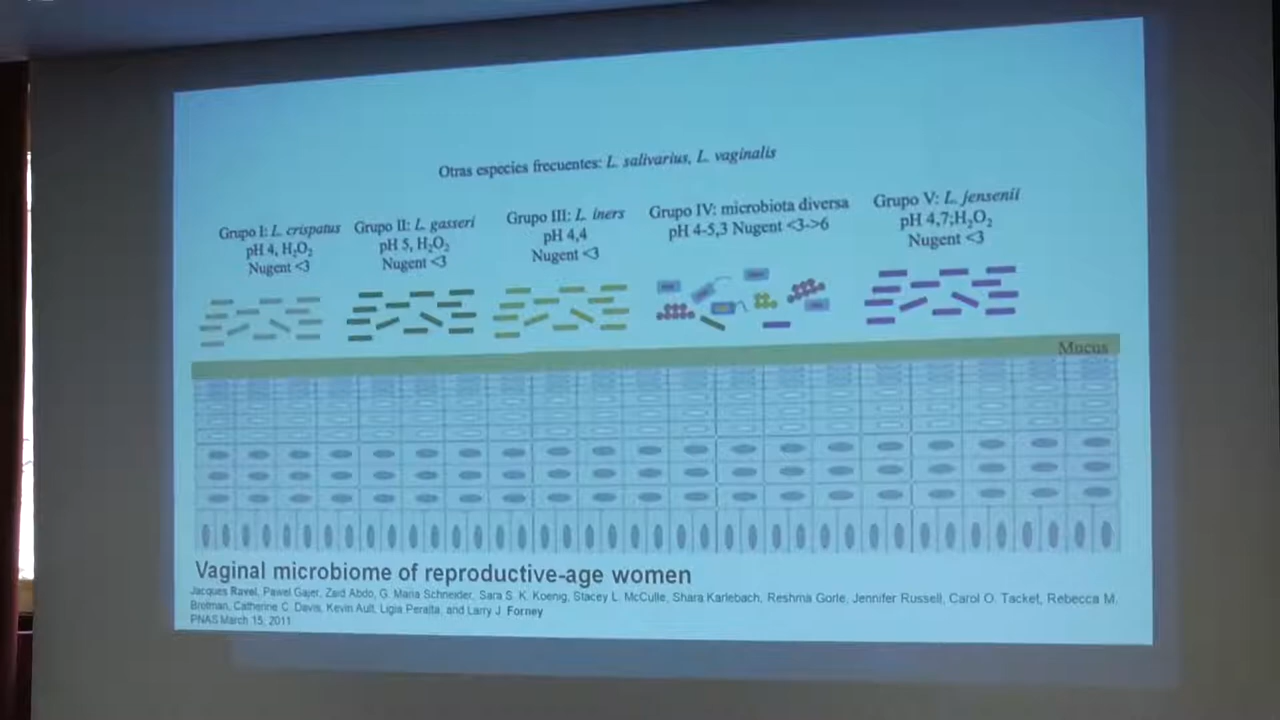 Otras especies frecuentes: L. salivarius, L. vaginalis
Grupo I: L. crispatus
pH 4, H₂O₂
Nugent <3
Grupo II: L. gasseri
pH 5, H₂O₂
Nugent <3
Grupo III: L. iners
pH 4,4
Nugent <3
Grupo IV: microbiota diversa
pH 4-5,3 Nugent <3->6
Grupo V: L. jensenii
pH 4,7;H₂O₂
Nugent <3
Mucus
Vaginal microbiome of reproductive-age women
Jacques Ravel, Pawel Gajer, Zaid Abdo, G. Maria Schneider, Sara S. K. Koenig, Stacey L. McCulle, Shara Karlebach, Reshma Gorle, Jennifer Russell, Carol O. Tacket, Rebecca M.
Brotman, Catherine C. Davis, Kevin Ault, Ligia Peralta, and Larry J. Forney
PNAS March 15, 2011